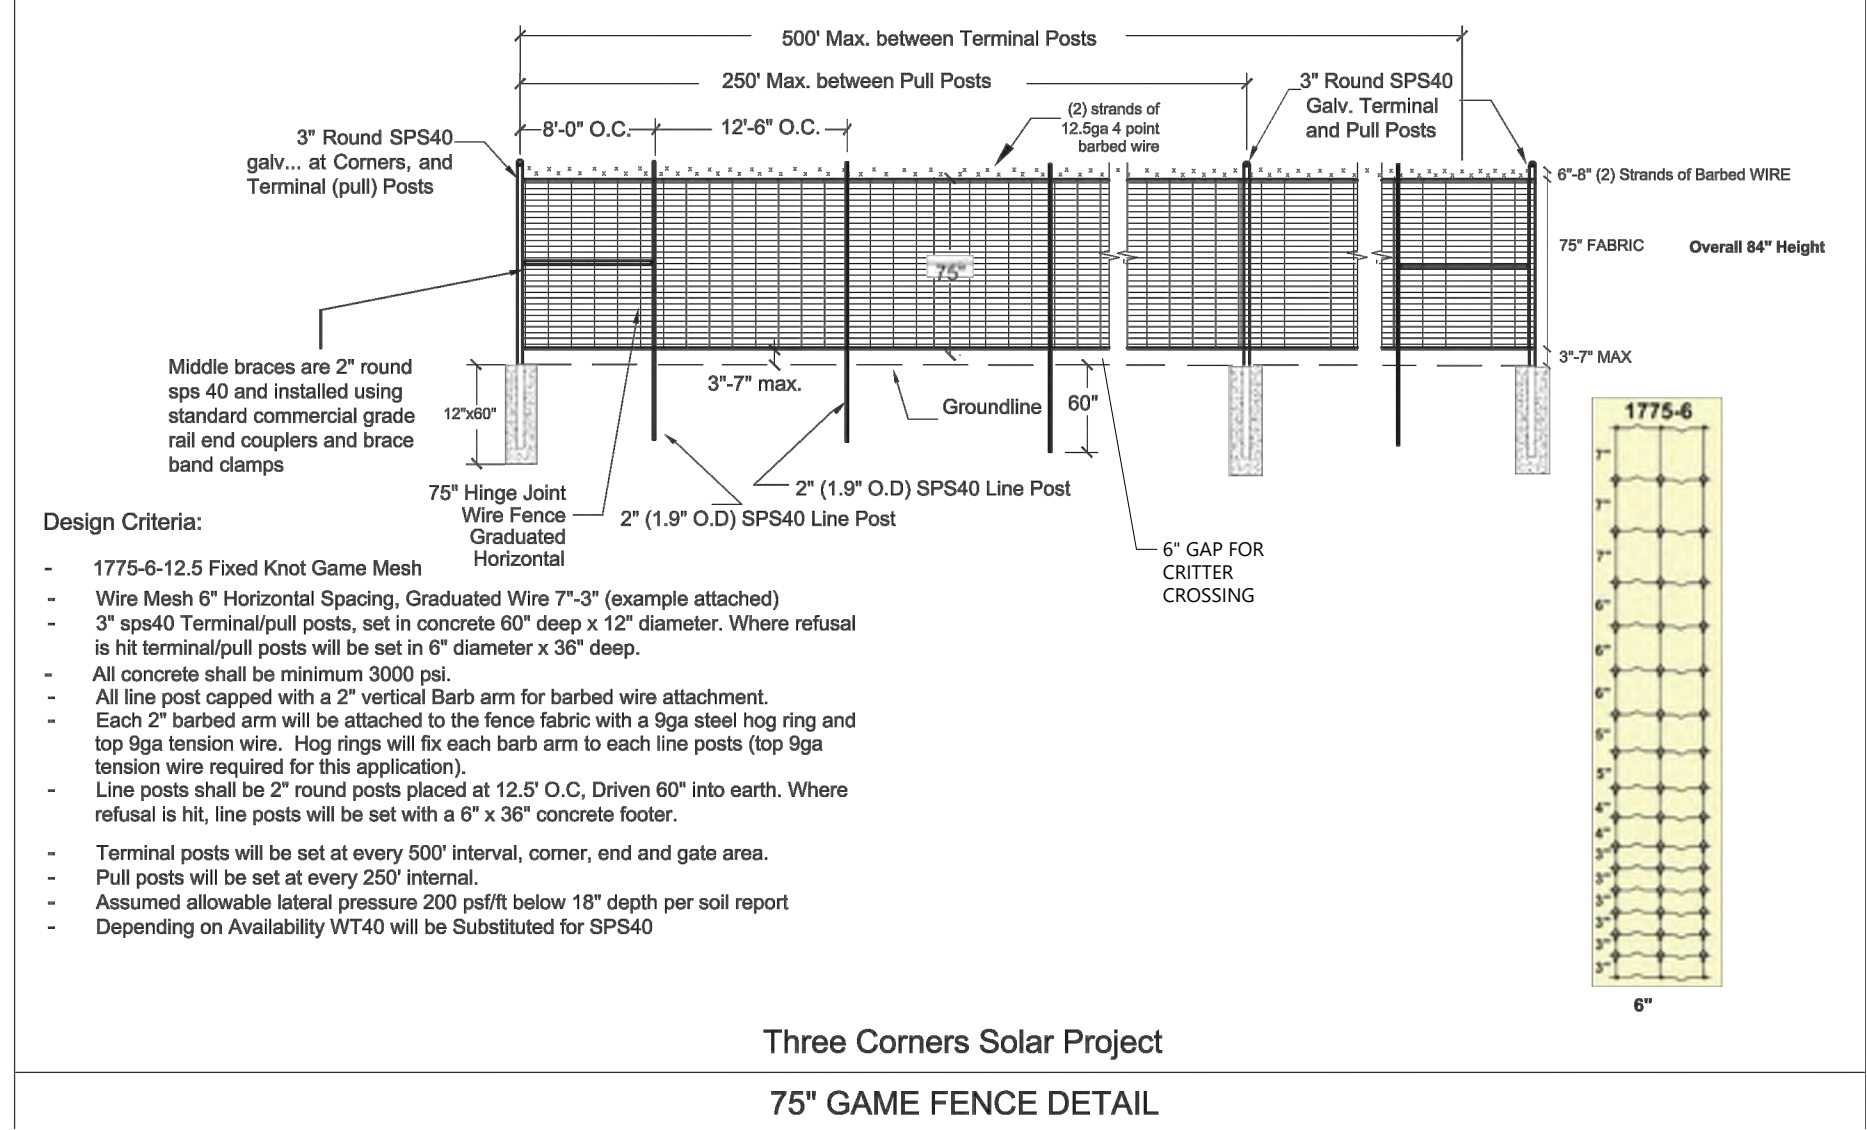 500' Max. between Terminal Posts
250' Max. between Pull Posts
8'-0" O.C.
12'-6" O.C.
(2) strands of
12.5ga 4 point
barbed wire
3" Round SPS40
Galv. Terminal
and Pull Posts
3" Round SPS40
galv... at Corners, and
Terminal (pull) Posts
6"-8" (2) Strands of Barbed WIRE
75" FABRIC
Overall 84" Height
75"
3"-7" MAX
Middle braces are 2" round
sps 40 and installed using
standard commercial grade
rail end couplers and brace
band clamps
12"x60"
3"-7" max.
Groundline
60"
75" Hinge Joint
Wire Fence
Graduated
Horizontal
2" (1.9" O.D) SPS40 Line Post
2" (1.9" O.D) SPS40 Line Post
6" GAP FOR
CRITTER
CROSSING
Design Criteria:
- 1775-6-12.5 Fixed Knot Game Mesh
- Wire Mesh 6" Horizontal Spacing, Graduated Wire 7"-3" (example attached)
- 3" sps40 Terminal/pull posts, set in concrete 60" deep x 12" diameter. Where refusal
is hit terminal/pull posts will be set in 6" diameter x 36" deep.
- All concrete shall be minimum 3000 psi.
- All line post capped with a 2" vertical Barb arm for barbed wire attachment.
- Each 2" barbed arm will be attached to the fence fabric with a 9ga steel hog ring and
top 9ga tension wire. Hog rings will fix each barb arm to each line posts (top 9ga
tension wire required for this application).
- Line posts shall be 2" round posts placed at 12.5' O.C, Driven 60" into earth. Where
refusal is hit, line posts will be set with a 6" x 36" concrete footer.
- Terminal posts will be set at every 500' interval, corner, end and gate area.
- Pull posts will be set at every 250' internal.
- Assumed allowable lateral pressure 200 psf/ft below 18" depth per soil report
- Depending on Availability WT40 will be Substituted for SPS40
1775-6
7"
7"
7"
6"
6"
6"
5"
5"
4"
4"
3"
3"
3"
3"
3"
3"
6"
Three Corners Solar Project
75" GAME FENCE DETAIL